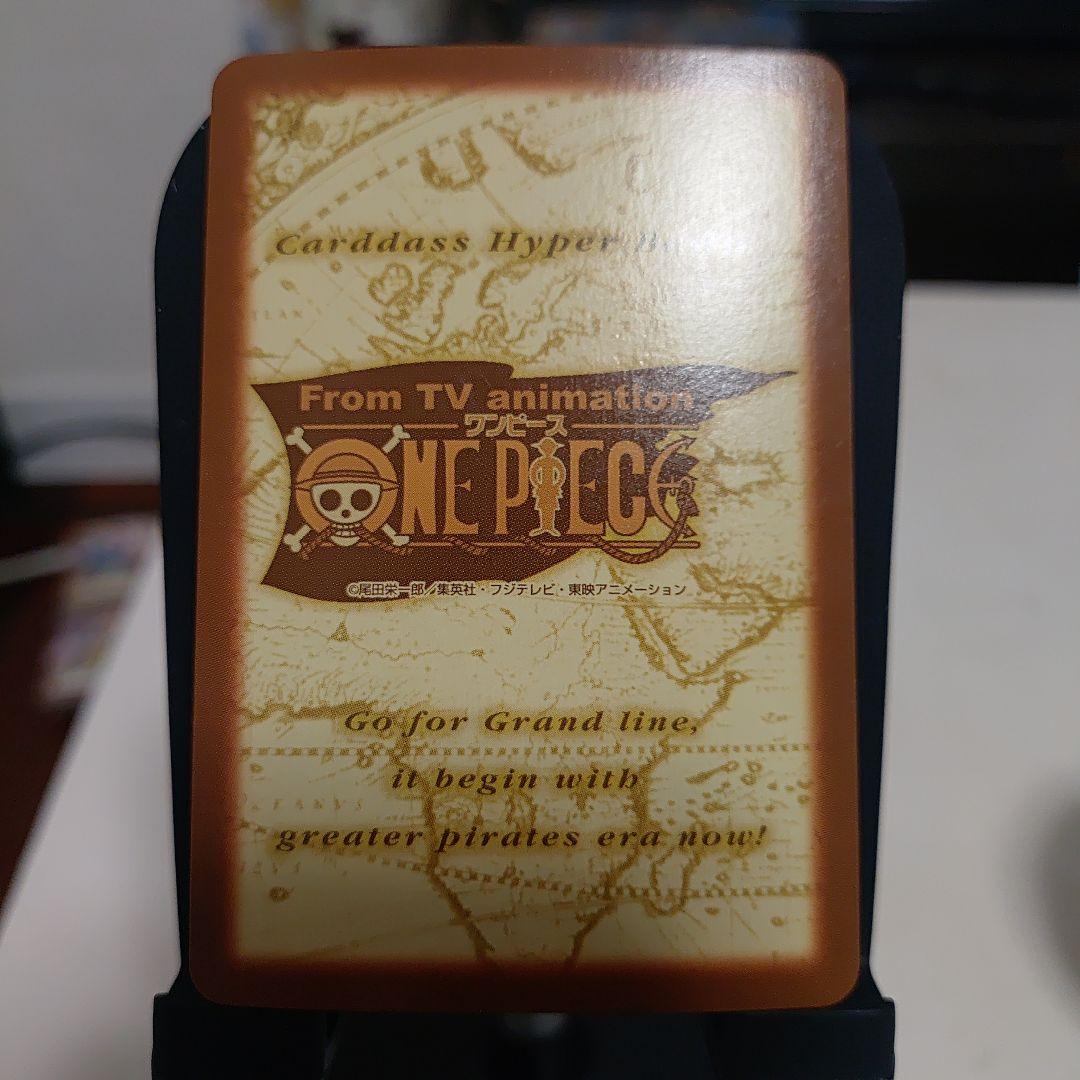 Carddass Hyper
From TV animation
ワンピース
ONE PIECE
©尾田栄一郎／集英社・フジテレビ・東映アニメーション
Go for Grand line,
it begin with
greater pirates era now!